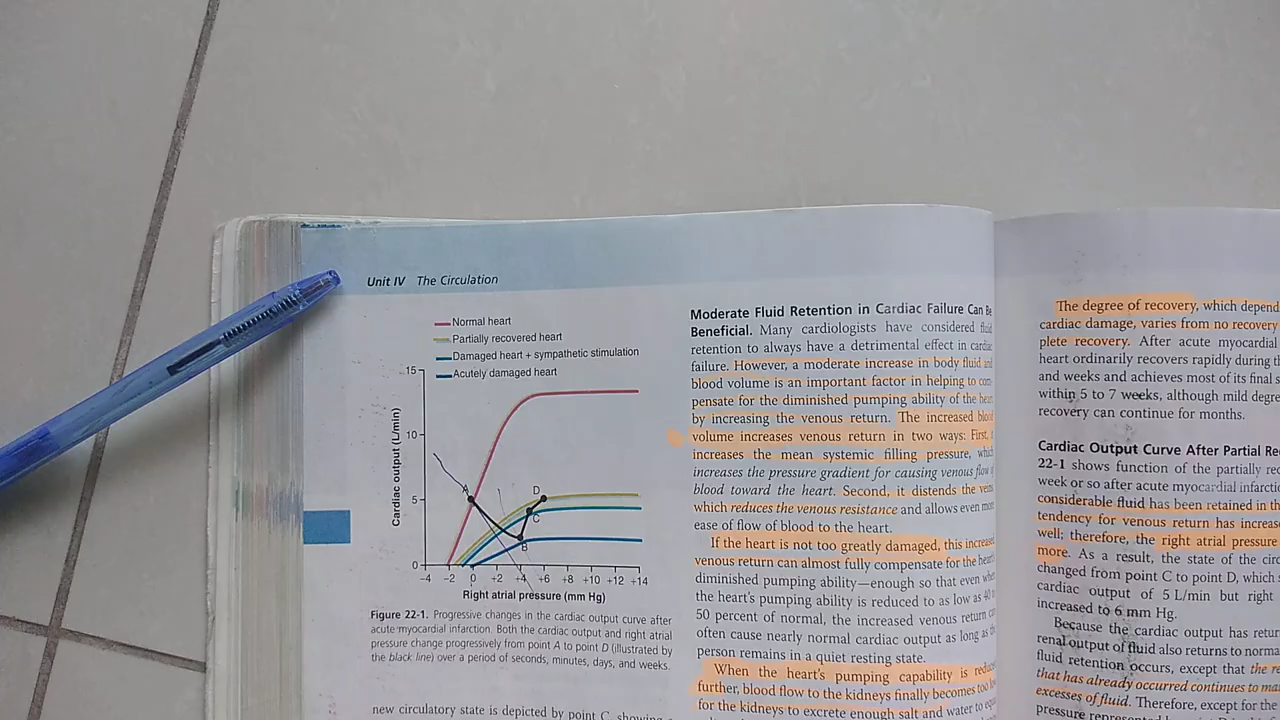 Unit IV The Circulation
Normal heart
Partially recovered heart
Damaged heart + sympathetic stimulation
Acutely damaged heart
15
10
5
0
Cardiac output (L/min)
A
D
C
B
−4 −2 0 +2 +4 +6 +8 +10 +12 +14
Right atrial pressure (mm Hg)
Figure 22-1. Progressive changes in the cardiac output curve after
acute myocardial infarction. Both the cardiac output and right atrial
pressure change progressively from point A to point D (illustrated by
the black line) over a period of seconds, minutes, days, and weeks.
new circulatory state is depicted by point C, showing a
Moderate Fluid Retention in Cardiac Failure Can Be
Beneficial. Many cardiologists have considered fluid
retention to always have a detrimental effect in cardiac
failure. However, a moderate increase in body fluid and
blood volume is an important factor in helping to com-
pensate for the diminished pumping ability of the heart
by increasing the venous return. The increased blood
volume increases venous return in two ways: First,
increases the mean systemic filling pressure, which
increases the pressure gradient for causing venous flow
blood toward the heart. Second, it distends the veins
which reduces the venous resistance and allows even more
ease of flow of blood to the heart.
If the heart is not too greatly damaged, this increased
venous return can almost fully compensate for the heart's
diminished pumping ability—enough so that even when
the heart's pumping ability is reduced to as low as 40
50 percent of normal, the increased venous return can
often cause nearly normal cardiac output as long as the
person remains in a quiet resting state.
When the heart's pumping capability is reduced
further, blood flow to the kidneys finally becomes too low
for the kidneys to excrete enough salt and water to
The degree of recovery, which depend
cardiac damage, varies from no recovery
plete recovery. After acute myocardial
heart ordinarily recovers rapidly during
and weeks and achieves most of its final
within 5 to 7 weeks, although mild
recovery can continue for months.
Cardiac Output Curve After Partial
22-1 shows function of the partially
week or so after acute myocardial
considerable fluid has been retained in
tendency for venous return has
well; therefore, the right atrial pressure
more. As a result, the state of the
changed from point C to point D, which
cardiac output of 5 L/min but right
increased to 6 mm Hg.
Because the cardiac output has
renal output of fluid also returns to
fluid retention occurs, except that the
that has already occurred continues to
excesses of fluid. Therefore, except for the